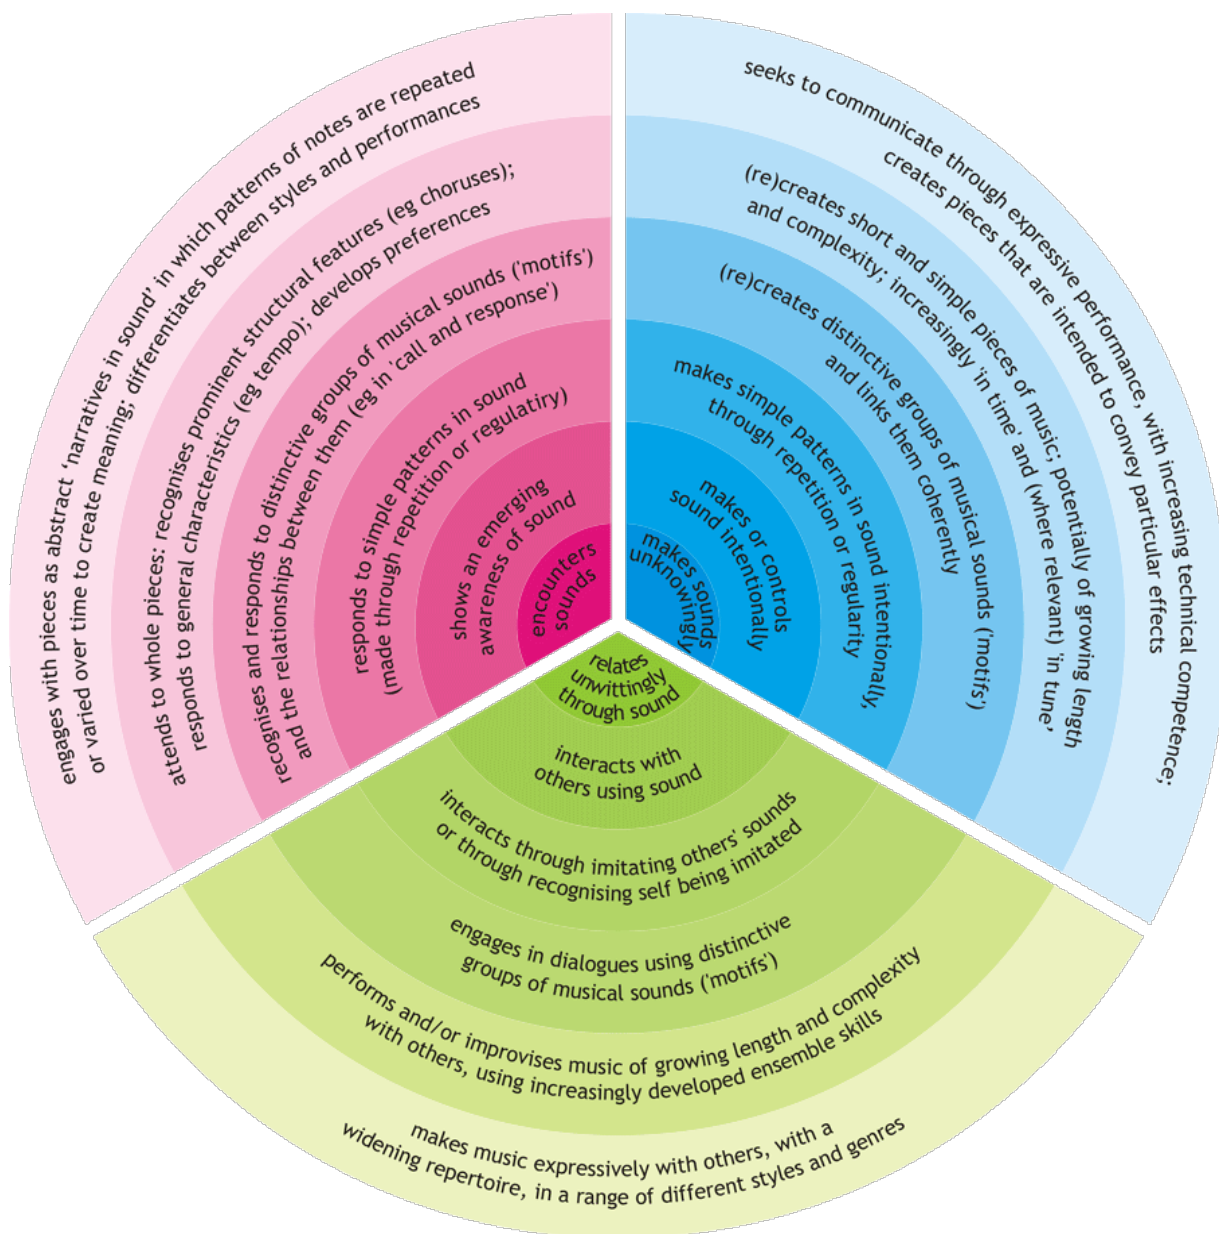 engages with pieces as abstract ‘narratives in sound’ in which patterns of notes are repeated
or varied over time to create meaning; differentiates between styles and performances
attends to whole pieces: recognises prominent structural features (eg choruses);
responds to general characteristics (eg tempo); develops preferences
recognises and responds to distinctive groups of musical sounds ('motifs')
and the relationships between them (eg in 'call and response')
responds to simple patterns in sound
(made through repetition or regulatiry)
shows an emerging
awareness of sound
encounters
sounds
seeks to communicate through expressive performance, with increasing technical competence;
creates pieces that are intended to convey particular effects
(re)creates short and simple pieces of music; potentially of growing length
and complexity; increasingly 'in time' and (where relevant) 'in tune'
(re)creates distinctive groups of musical sounds ('motifs')
and links them coherently
makes simple patterns in sound intentionally,
through repetition or regularity
makes or controls
sound intentionally
makes sounds
unknowingly
relates
unwittingly
through sound
interacts with
others using sound
interacts through imitating others' sounds
or through recognising self being imitated
engages in dialogues using distinctive
groups of musical sounds ('motifs')
performs and/or improvises music of growing length and complexity
with others, using increasingly developed ensemble skills
makes music expressively with others, with a
widening repertoire, in a range of different styles and genres